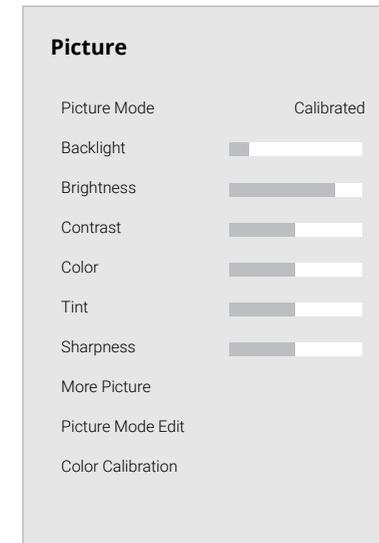 Picture
Picture Mode Calibrated
Backlight
Brightness
Contrast
Color
Tint
Sharpness
More Picture
Picture Mode Edit
Color Calibration